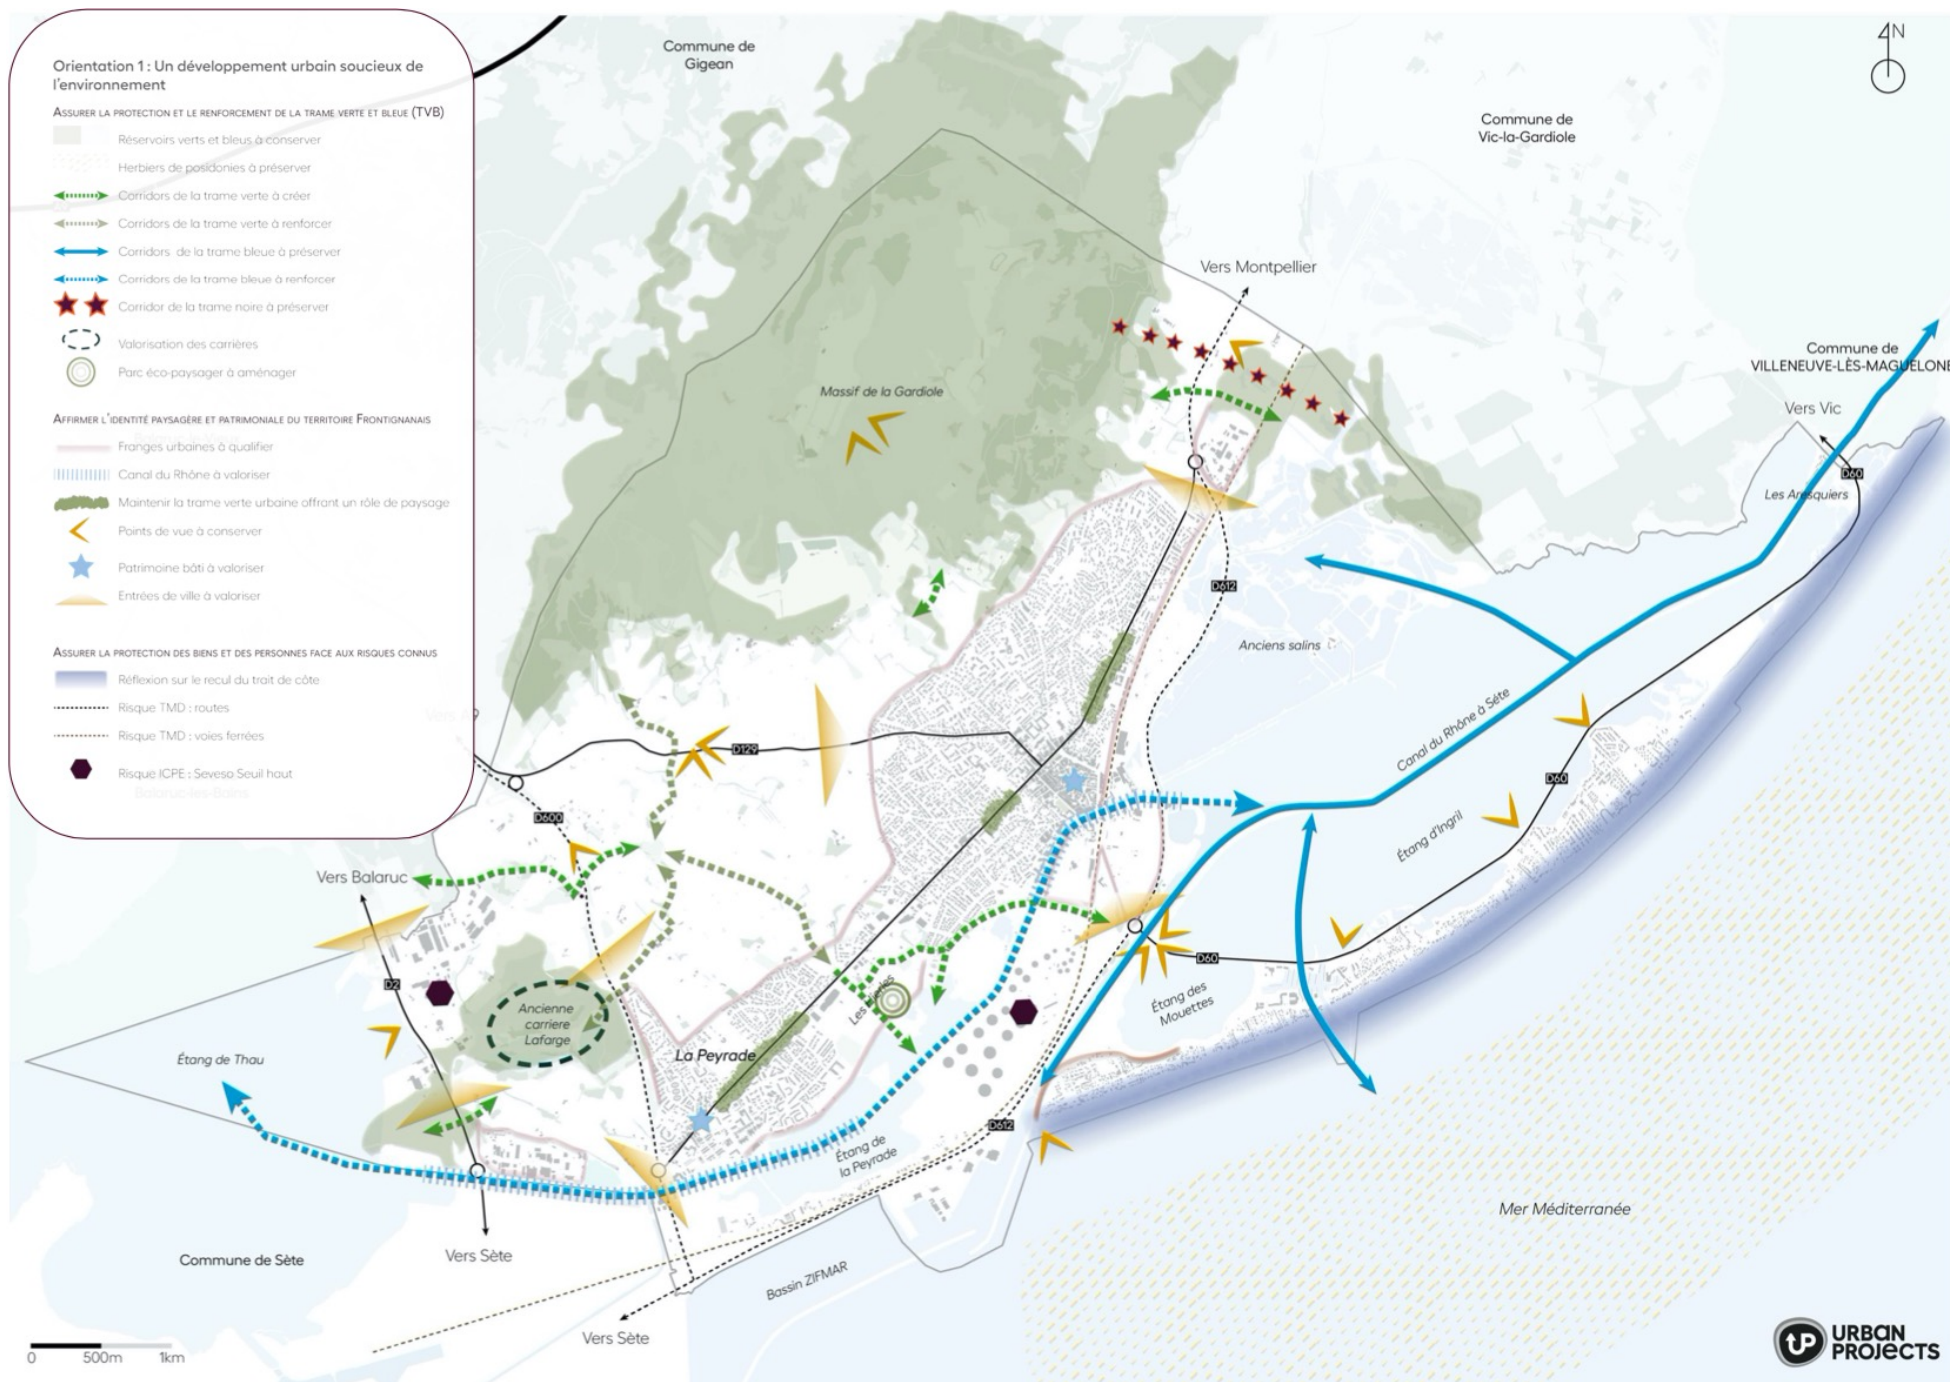 Orientation 1 : Un développement urbain soucieux de
l'environnement
Assurer la protection et le renforcement de la trame verte et bleue (TVB)
Réservoirs verts et bleus à conserver
Herbiers de posidonies à préserver
Corridors de la trame verte à créer
Corridors de la trame verte à renforcer
Corridors de la trame bleue à préserver
Corridors de la trame bleue à renforcer
Corridor de la trame noire à préserver
Valorisation des carrières
Parc éco-paysager à aménager
Affirmer l'identité paysagère et patrimoniale du territoire Frontignanais
Franges urbaines à qualifier
Canal du Rhône à valoriser
Maintenir la trame verte urbaine offrant un rôle de paysage
Points de vue à conserver
Patrimoine bâti à valoriser
Entrées de ville à valoriser
Assurer la protection des biens et des personnes face aux risques connus
Réflexion sur le recul du trait de côte
Risque TMD : routes
Risque TMD : voies ferrées
Risque ICPE : Seveso Seuil haut
Balaruc-les-Bains
Commune de
Gigean
N
Commune de
Vic-la-Gardiole
Vers Montpellier
Commune de
VILLENEUVE-LÈS-MAGUELONE
Massif de la Gardiole
Vers Vic
D60
Les Aresquiers
D612
Anciens salins
Canal du Rhône à Sète
D129
D60
D600
Étang d'Ingril
Vers Balaruc
D60
D2
Ancienne
carriere
Lafarge
Étang des
Mouettes
Étang de Thau
La Peyrade
D612
Étang de
la Peyrade
Mer Méditerranée
Commune de Sète
Vers Sète
Bassin ZIFMAR
Vers Sète
0 500m 1km
UP
URBAN
PROJECTS